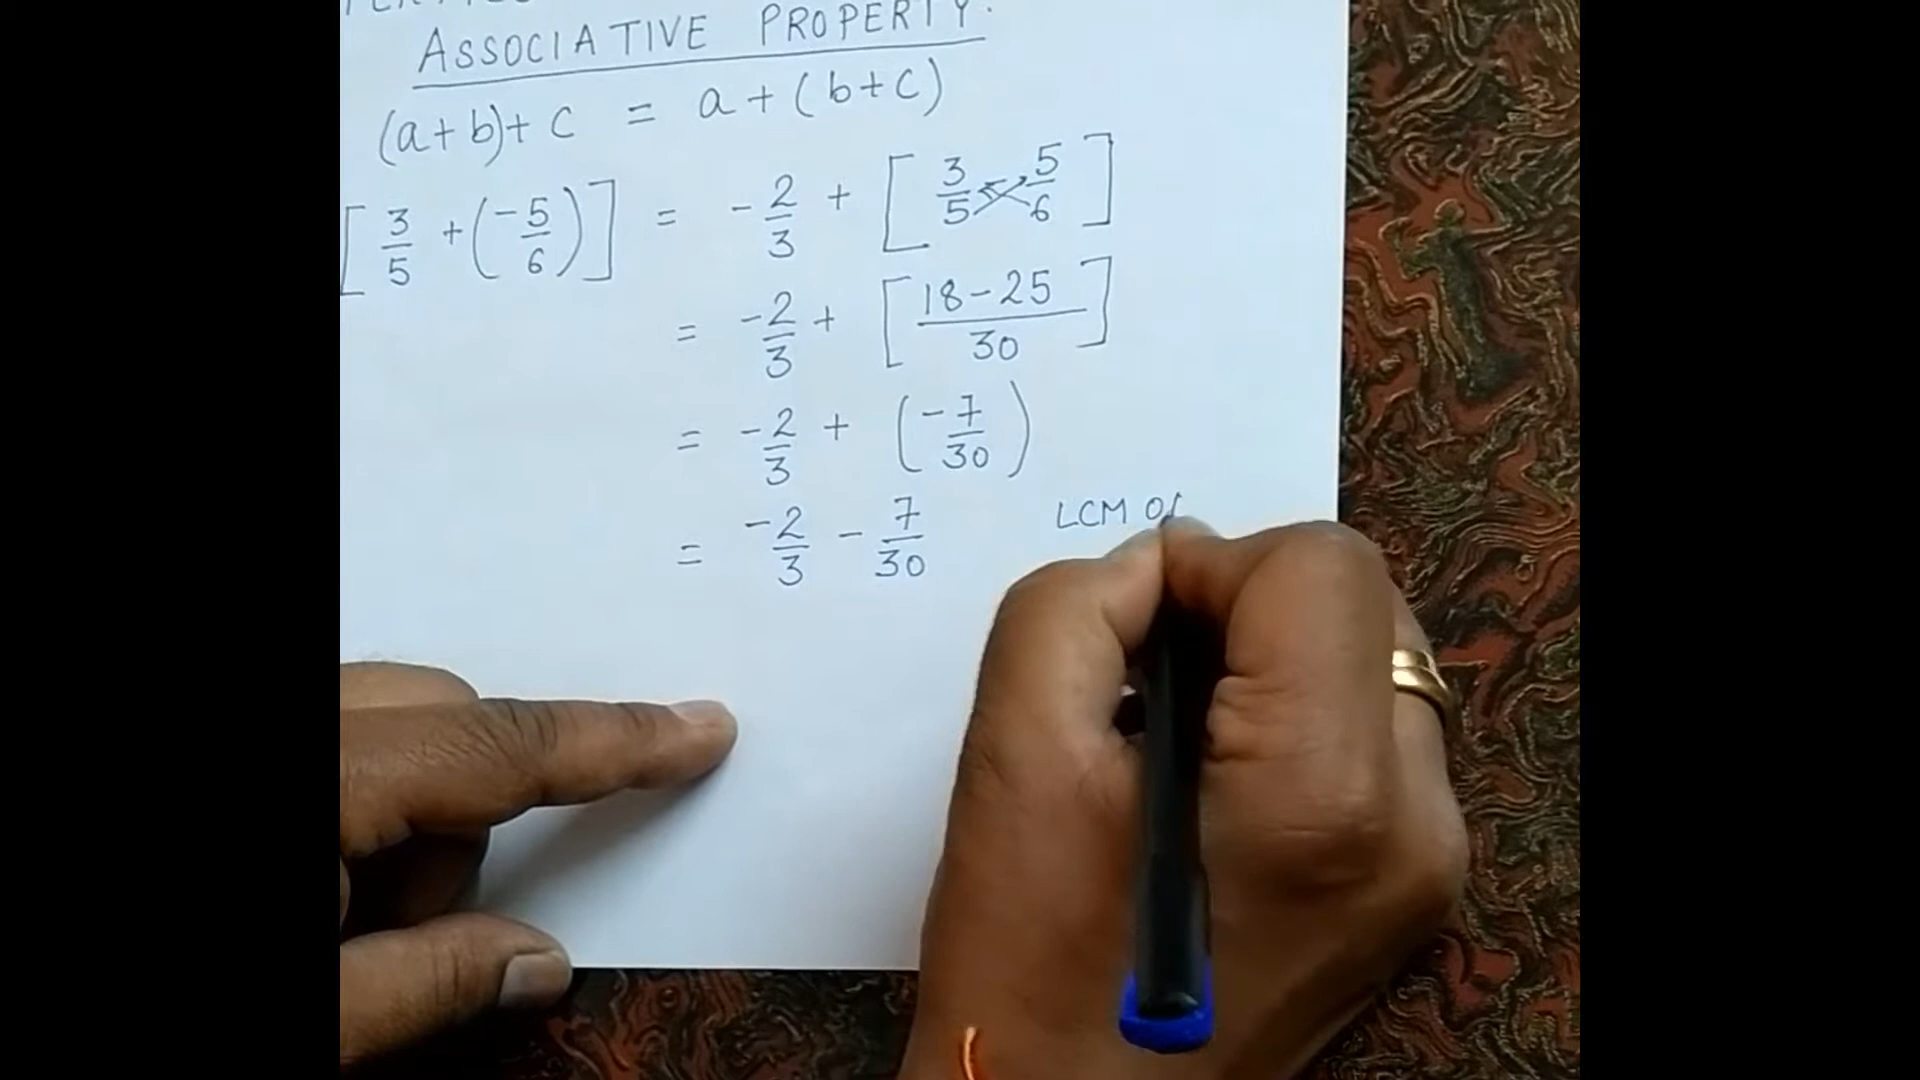 ASSOCIATIVE PROPERTY.
(a+b)+c = a+(b+c)
[3/5 +(-5/6)] = -2/3 + [3/5 - 5/6]
= -2/3 + [18-25/30]
= -2/3 + (-7/30)
= -2/3 - 7/30
LCM Of